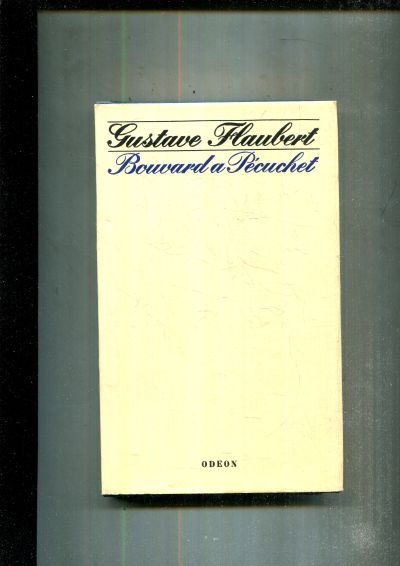 Gustave Flaubert
Bouvard a Pécuchet
ODEON